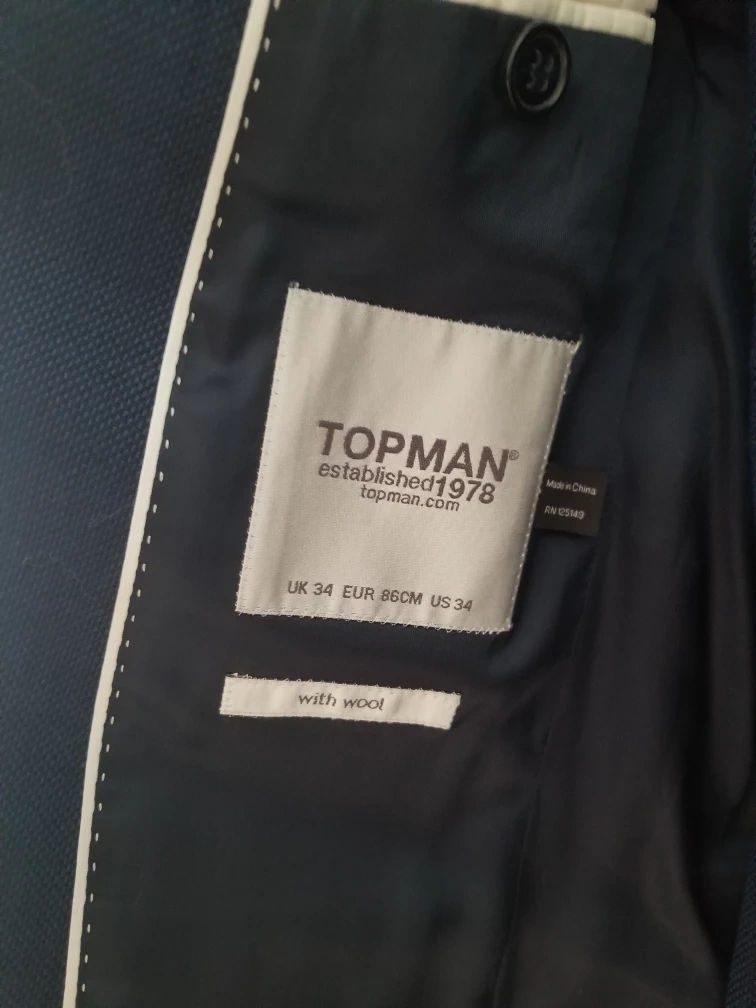 TOPMAN®
established1978
topman.com
UK 34 EUR 86CM US 34
Made in China
RN 125149
with wool